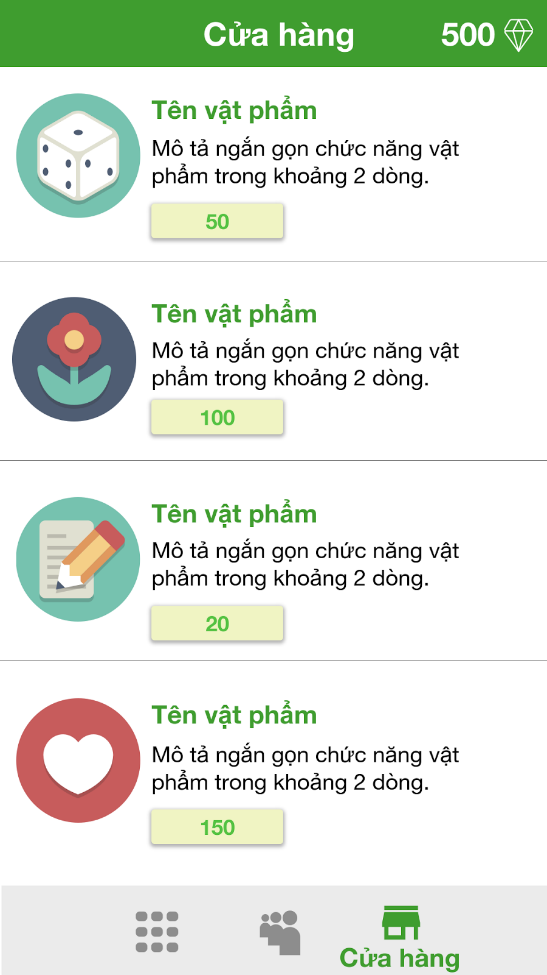 Cửa hàng 500
Tên vật phẩm
Mô tả ngắn gọn chức năng vật
phẩm trong khoảng 2 dòng.
50
Tên vật phẩm
Mô tả ngắn gọn chức năng vật
phẩm trong khoảng 2 dòng.
100
Tên vật phẩm
Mô tả ngắn gọn chức năng vật
phẩm trong khoảng 2 dòng.
20
Tên vật phẩm
Mô tả ngắn gọn chức năng vật
phẩm trong khoảng 2 dòng.
150
Cửa hàng